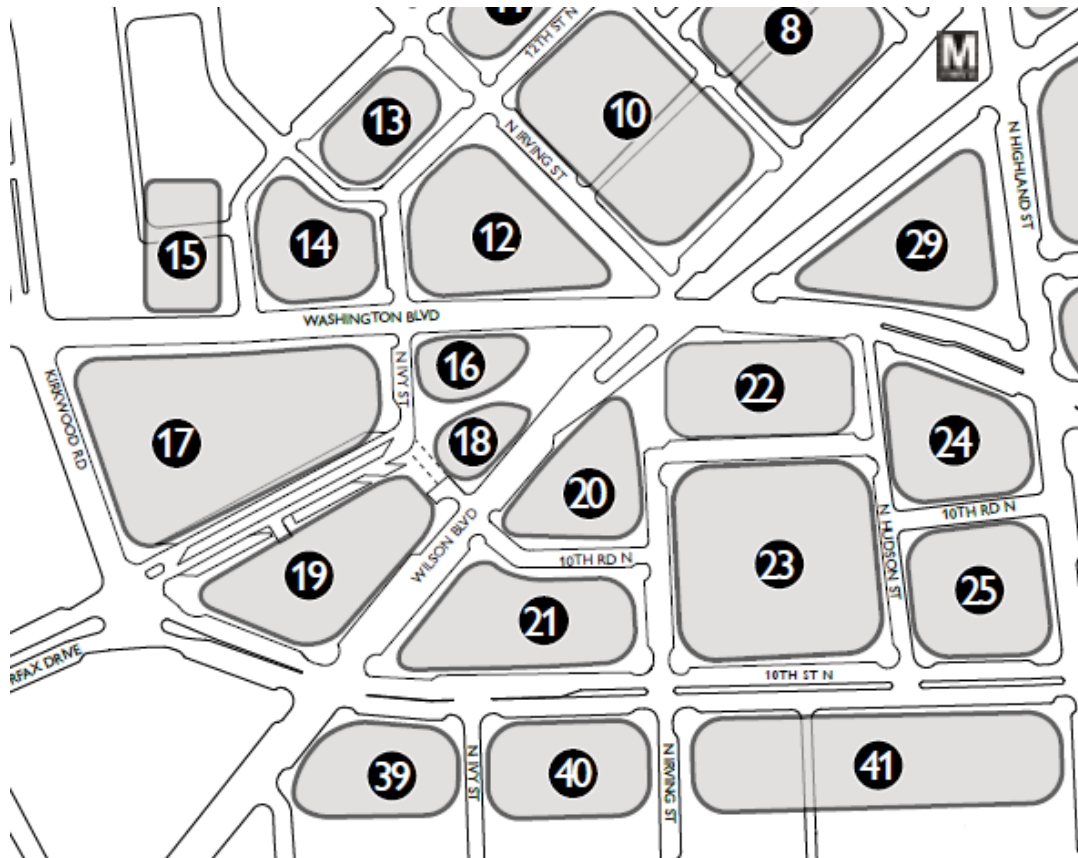 11
12TH ST N
8
M
13
10
N IRVING ST
N HIGHLAND ST
15
14
12
29
WASHINGTON BLVD
KIRKWOOD RD
N IVY ST
16
22
17
18
24
20
10TH RD N
N HUDSON ST
WILSON BLVD
10TH RD N
19
23
25
21
RFAX DRIVE
10TH ST N
39
N IVY ST
40
N IRVING ST
41